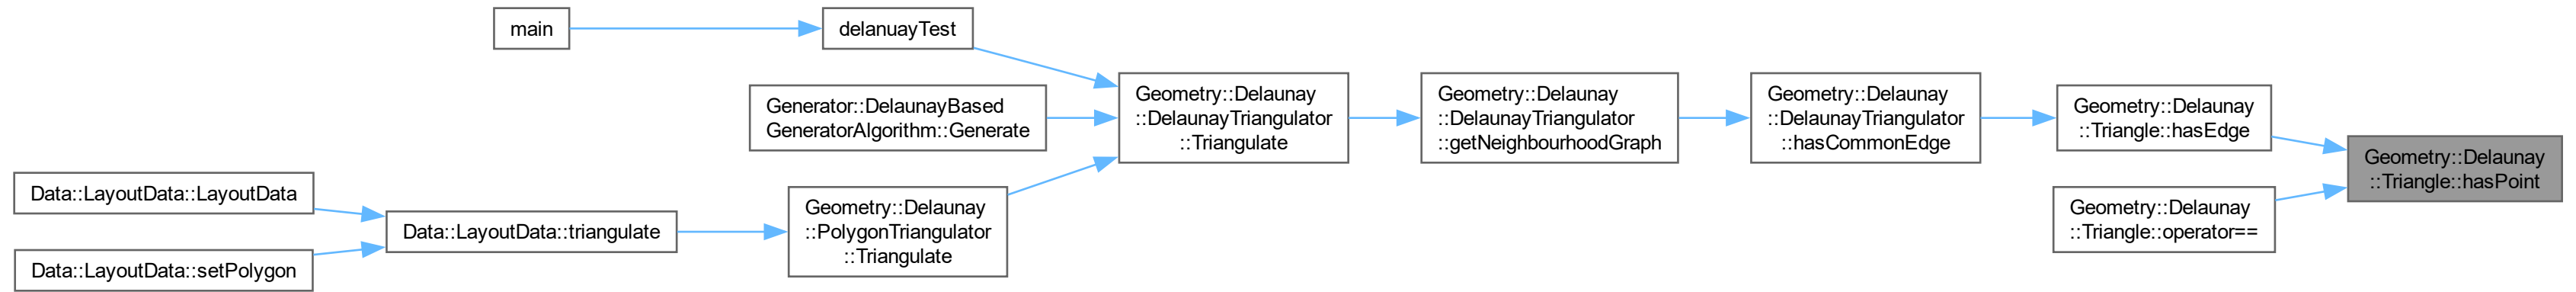 main
delanuayTest
Generator::DelaunayBased
GeneratorAlgorithm::Generate
Data::LayoutData::LayoutData
Data::LayoutData::setPolygon
Data::LayoutData::triangulate
Geometry::Delaunay
::PolygonTriangulator
::Triangulate
Geometry::Delaunay
::DelaunayTriangulator
::Triangulate
Geometry::Delaunay
::DelaunayTriangulator
::getNeighbourhoodGraph
Geometry::Delaunay
::DelaunayTriangulator
::hasCommonEdge
Geometry::Delaunay
::Triangle::hasEdge
Geometry::Delaunay
::Triangle::operator==
Geometry::Delaunay
::Triangle::hasPoint